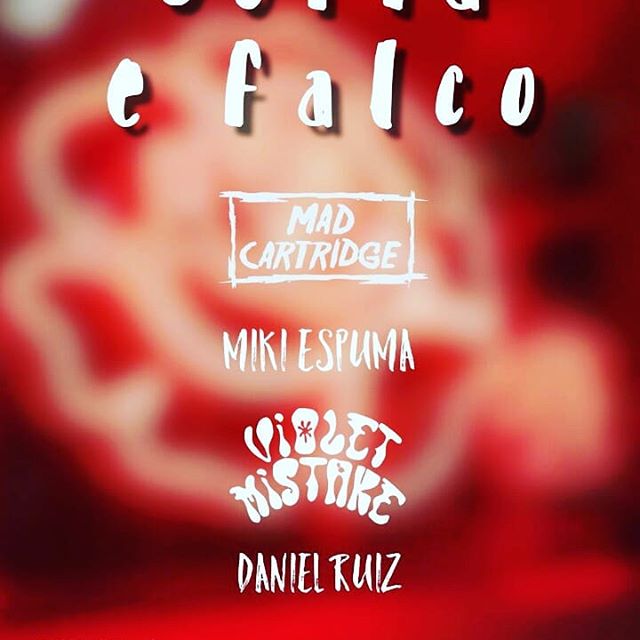 e falco
MAD
CARTRIDGE
MIKI ESPUMA
ViOLET
MiSTAKE
DANIEL RUIZ